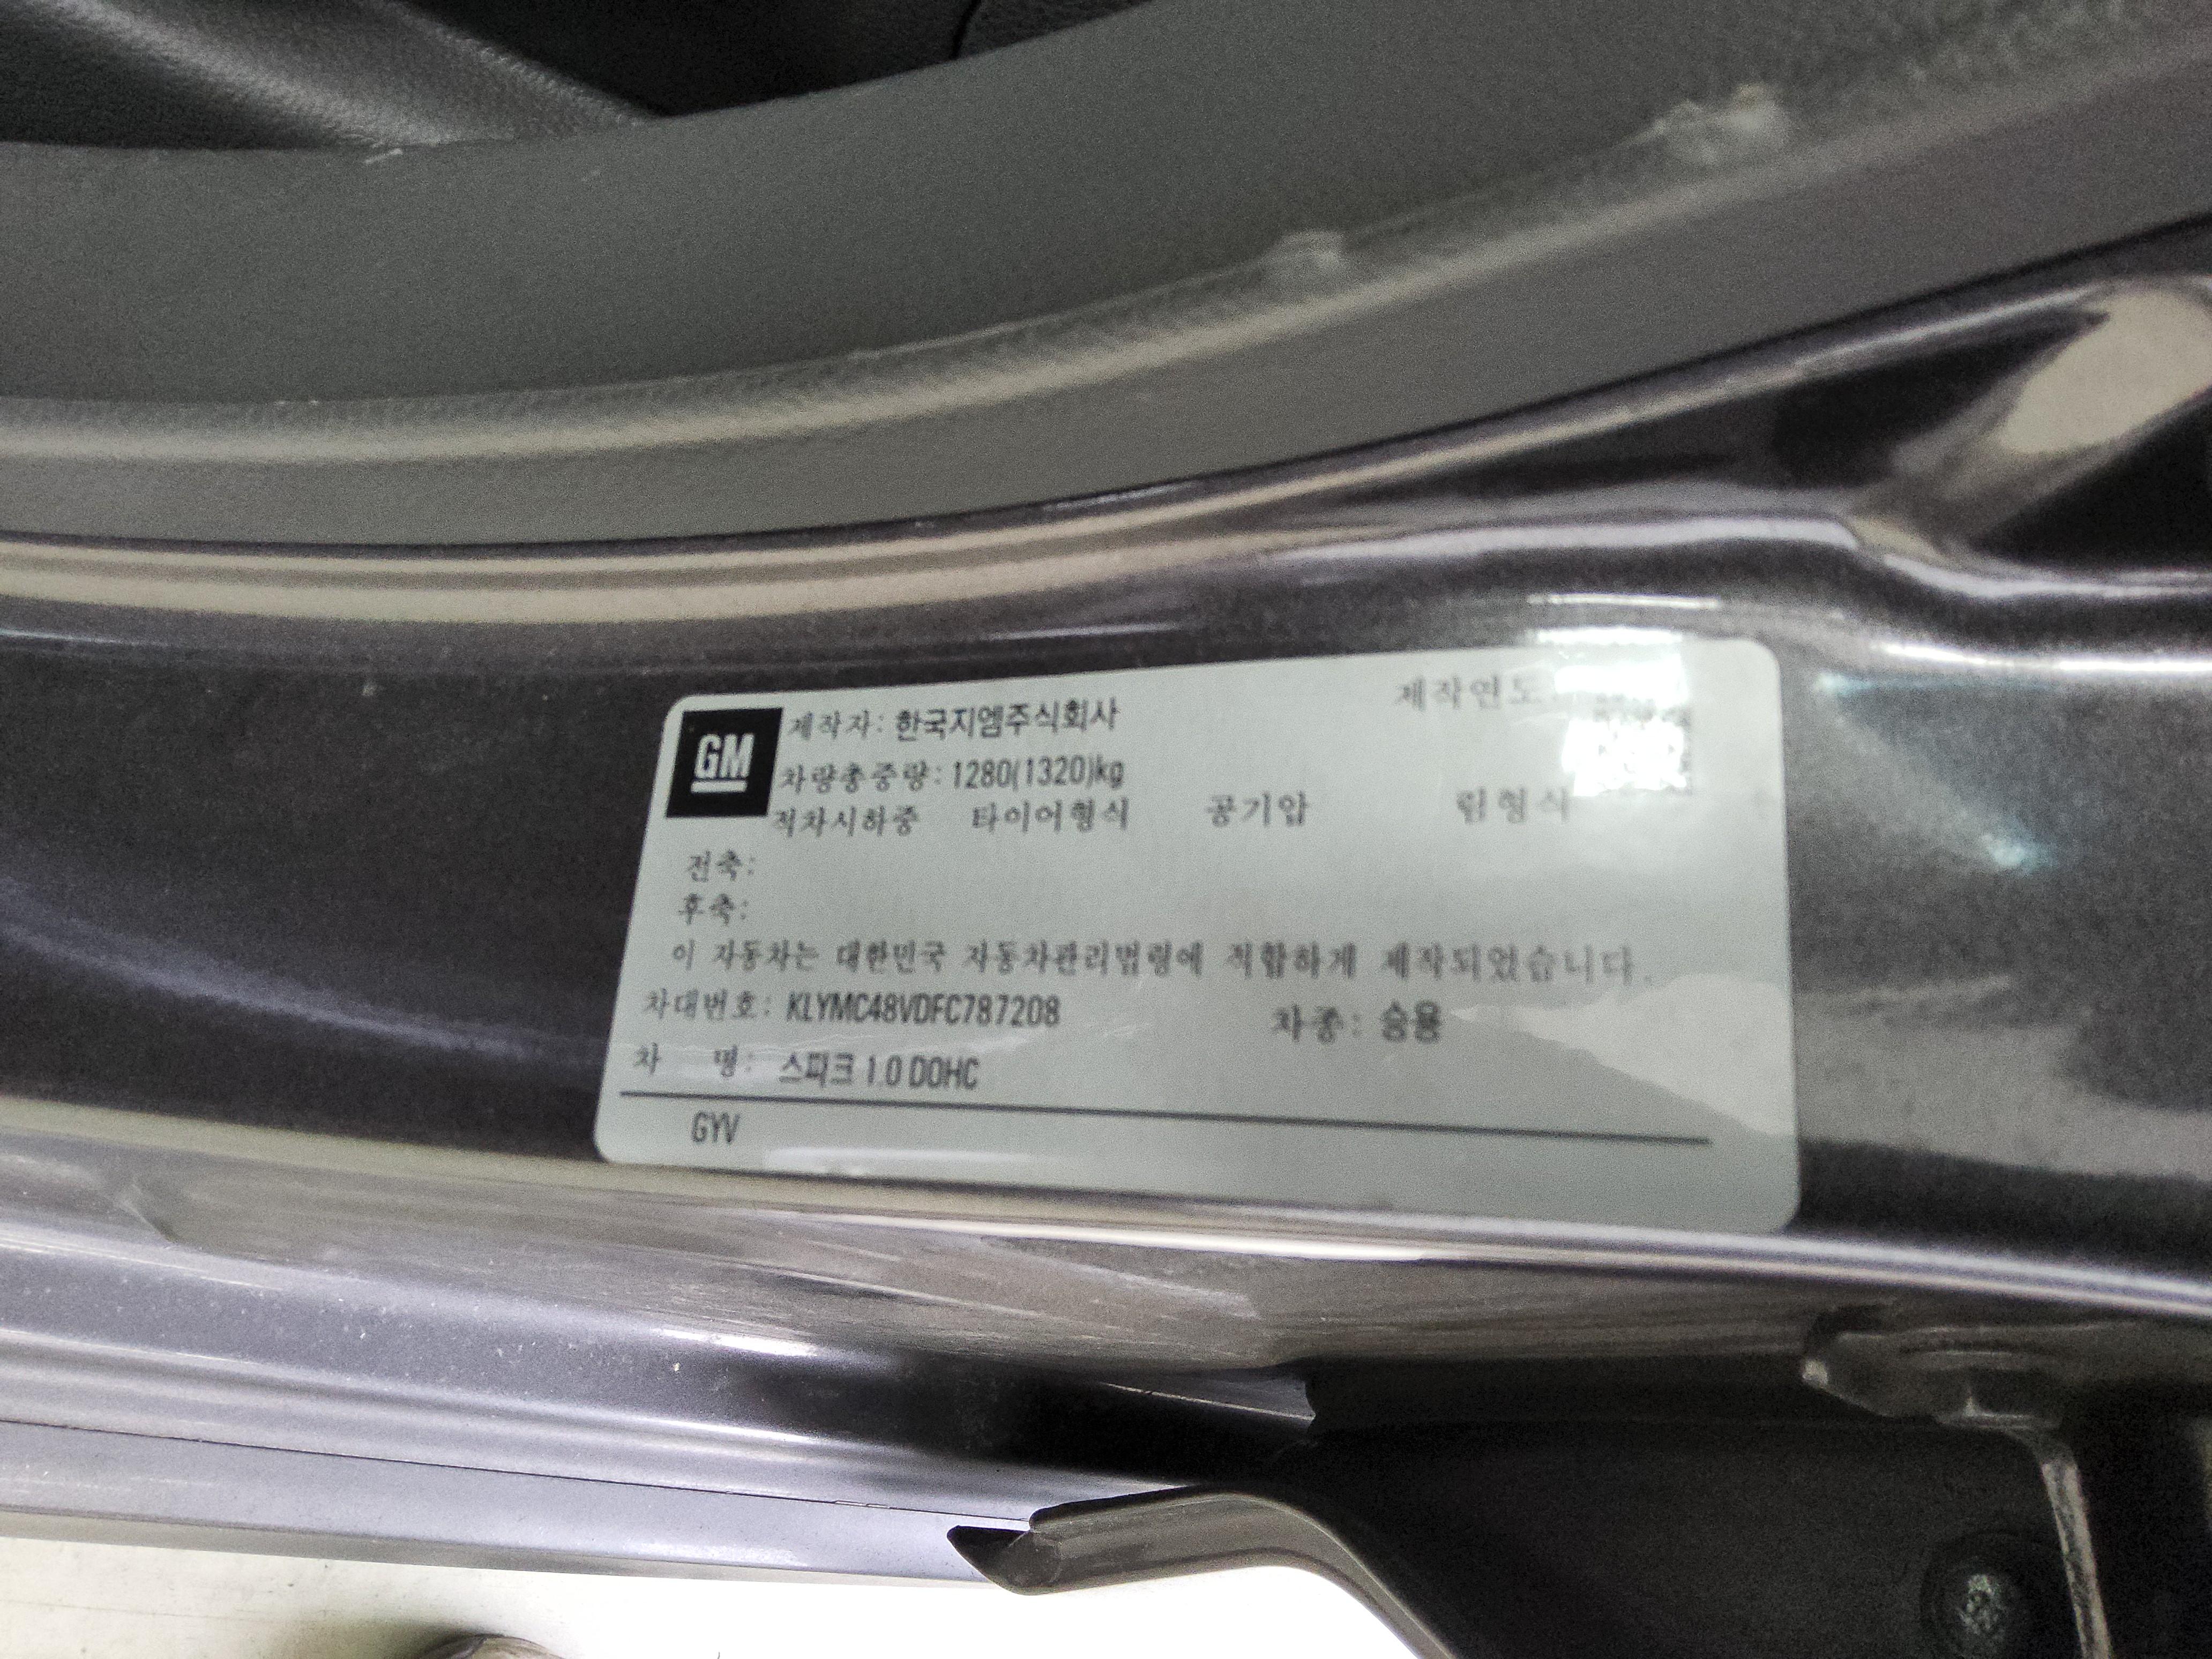 GM
제작자: 한국지엠주식회사
제작연도:
차량총중량: 1280(1320)kg
적차시하중 타이어형식 공기압 림형식
전축:
후축:
이 자동차는 대한민국 자동차관리법령에 적합하게 제작되었습니다.
차대번호: KLYMC48VDFC787208 차종: 승용
차 명: 스파크 1.0 DOHC
GYV